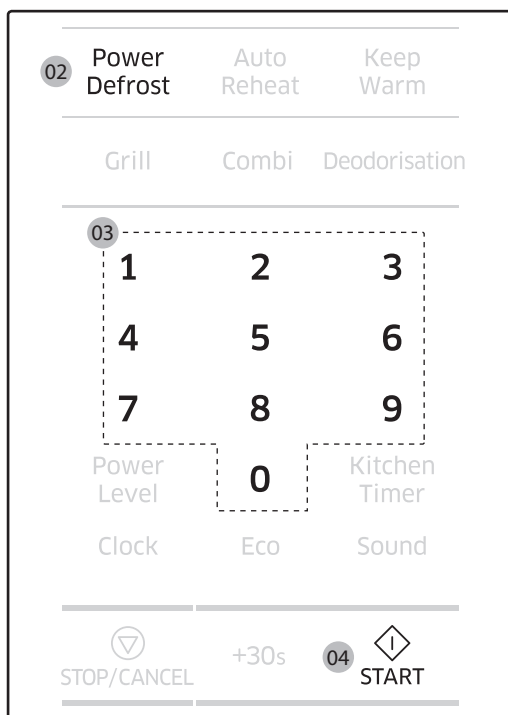 02
Power Auto Keep
Defrost Reheat Warm
Grill Combi Deodorisation
03
1 2 3
4 5 6
7 8 9
Power 0 Kitchen
Level Timer
Clock Eco Sound
STOP/CANCEL +30s 04 START